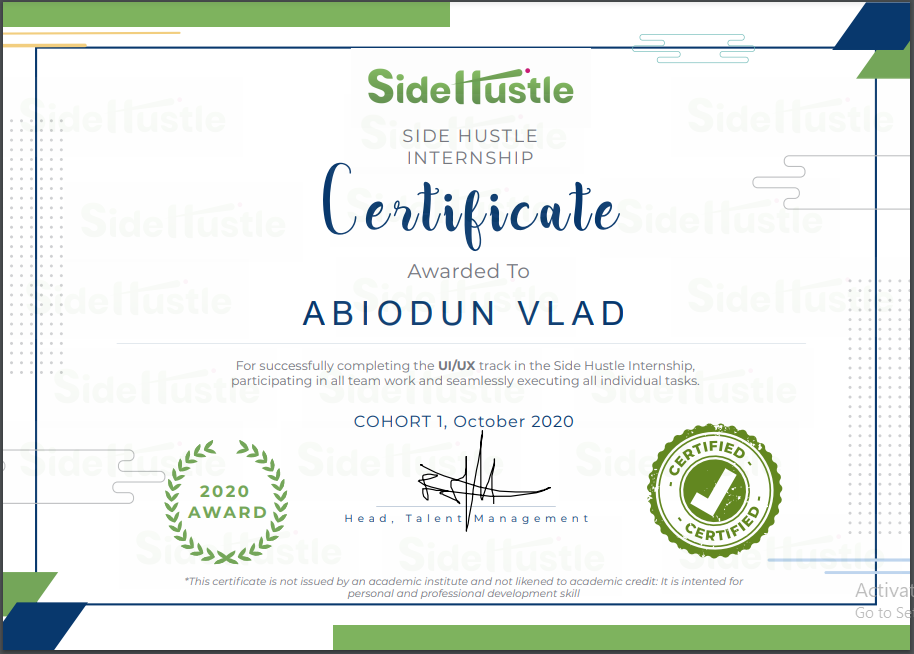 SideHustle
SIDE HUSTLE
INTERNSHIP
Certificate
Awarded To
ABIODUN VLAD
For successfully completing the UI/UX track in the Side Hustle Internship,
participating in all team work and seamlessly executing all individual tasks.
COHORT 1, October 2020
2020
AWARD
CERTIFIED
CERTIFIED
Head, Talent Management
*This certificate is not issued by an academic institute and not likened to academic credit: It is intended for
personal and professional development skill
Go to